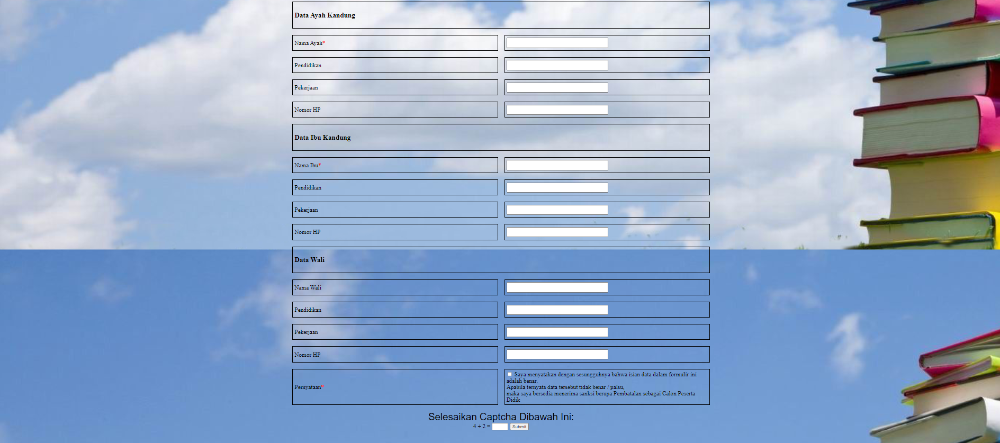 Data Ayah Kandung
Nama Ayah*
Pendidikan
Pekerjaan
Nomor HP
Data Ibu Kandung
Nama Ibu*
Pendidikan
Pekerjaan
Nomor HP
Data Wali
Nama Wali
Pendidikan
Pekerjaan
Nomor HP
Pernyataan*
Saya menyatakan dengan sesungguhnya bahwa isian data dalam formulir ini
adalah benar.
Apabila ternyata data tersebut tidak benar / palsu,
maka saya bersedia menerima sanksi berupa Pembatalan sebagai Calon Peserta
Didik
Selesaikan Captcha Dibawah Ini:
4 + 2 = Submit